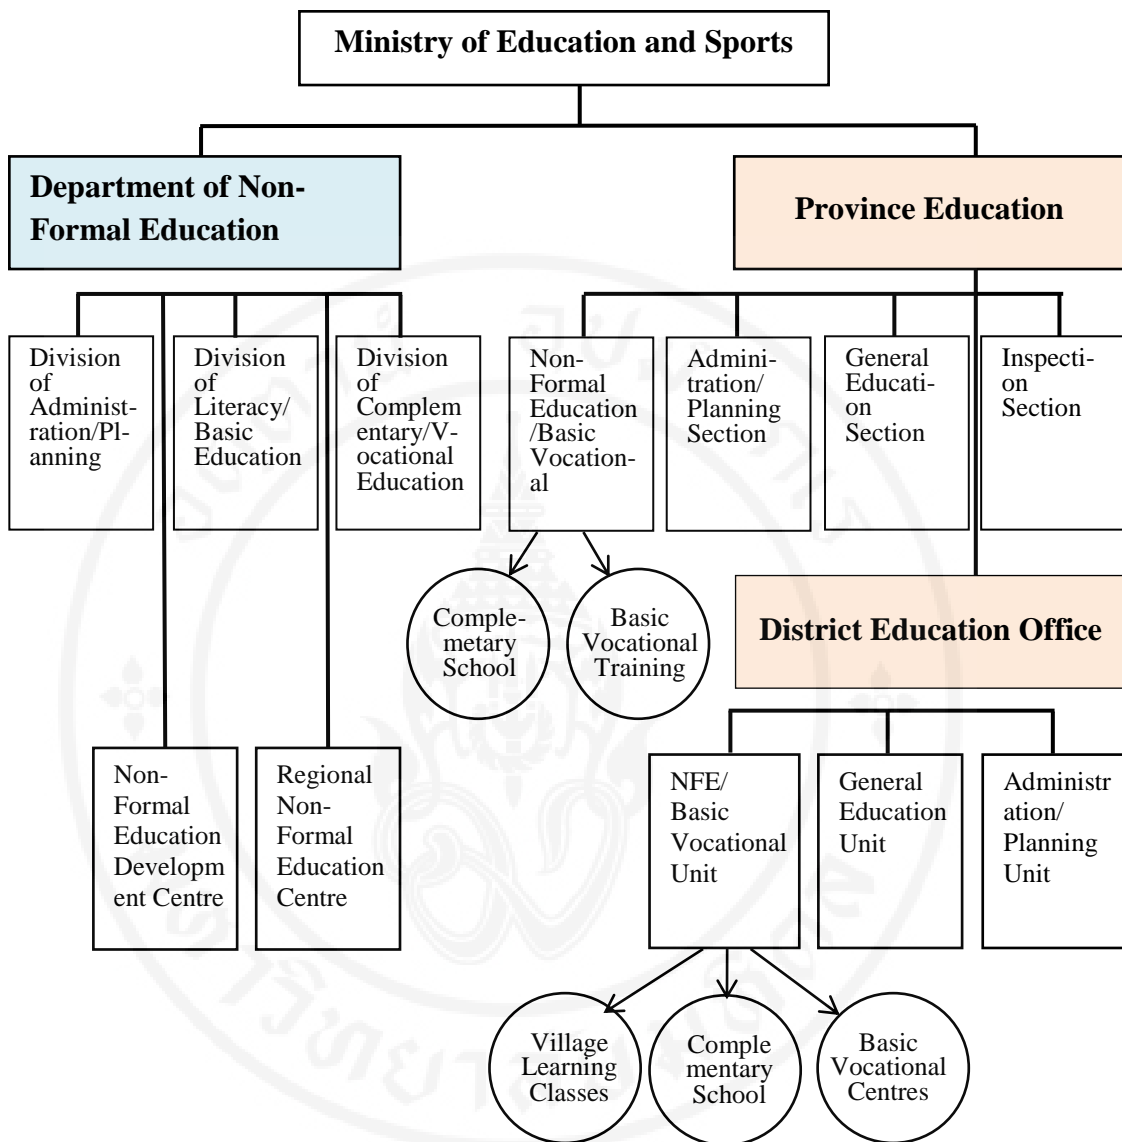 Ministry of Education and Sports
Department of Non-
Formal Education
Province Education
Division
of
Administ-
ration/Pl-
anning
Division
of
Literacy/
Basic
Education
Division
of
Complem
entary/V-
ocational
Education
Non-
Formal
Education
/Basic
Vocation-
al
Admini-
tration/
Planning
Section
General
Educati-
on
Section
Inspecti-
on
Section
Comple-
metary
School
Basic
Vocational
Training
District Education Office
Non-
Formal
Education
Developm
ent Centre
Regional
Non-
Formal
Education
Centre
NFE/
Basic
Vocational
Unit
General
Education
Unit
Administr
ation/
Planning
Unit
Village
Learning
Classes
Comple
mentary
School
Basic
Vocational
Centres